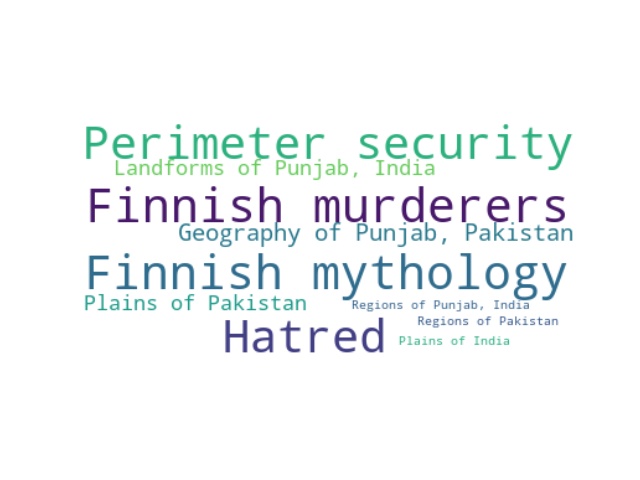 Perimeter security
Landforms of Punjab, India
Finnish murderers
Geography of Punjab, Pakistan
Finnish mythology
Plains of Pakistan
Regions of Punjab, India
Regions of Pakistan
Hatred
Plains of India